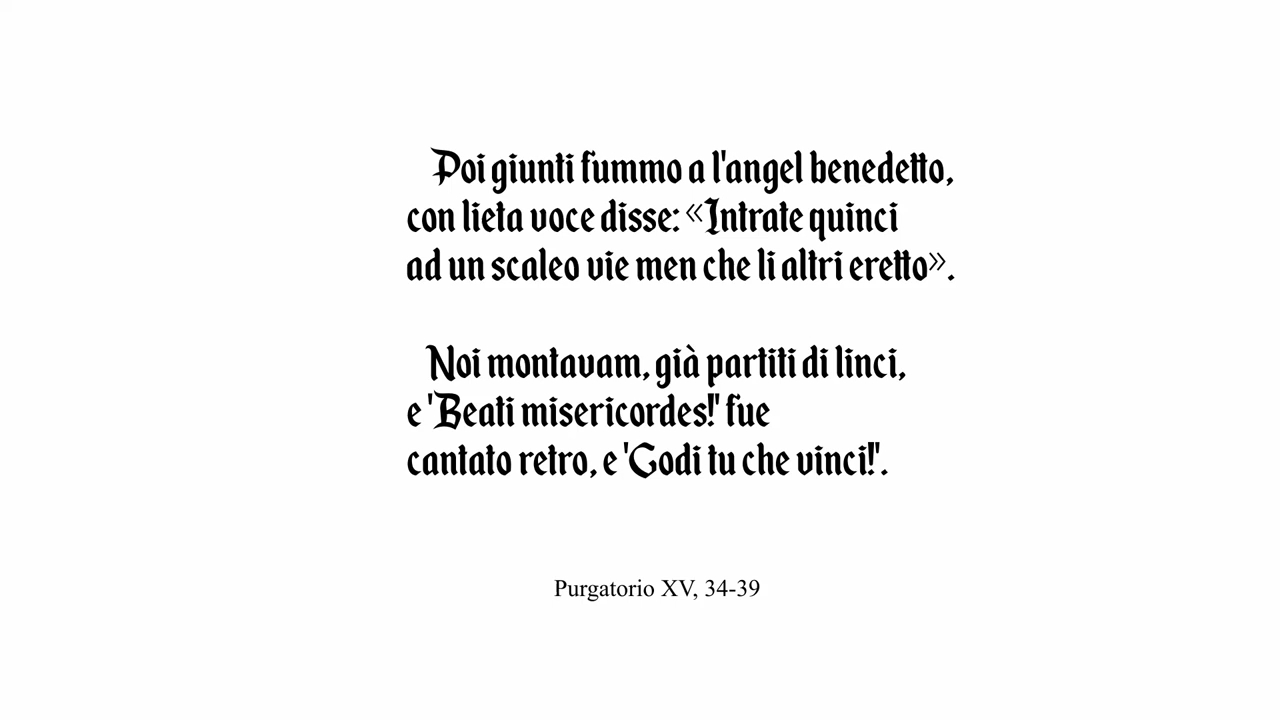 Poi giunti fummo a l'angel benedetto,
con lieta voce disse: «Intrate quinci
ad un scaleo vie men che li altri eretto».
Noi montavam, già partiti di linci,
e 'Beati misericordes!' fue
cantato retro, e 'Godi tu che vinci!'.
Purgatorio XV, 34-39